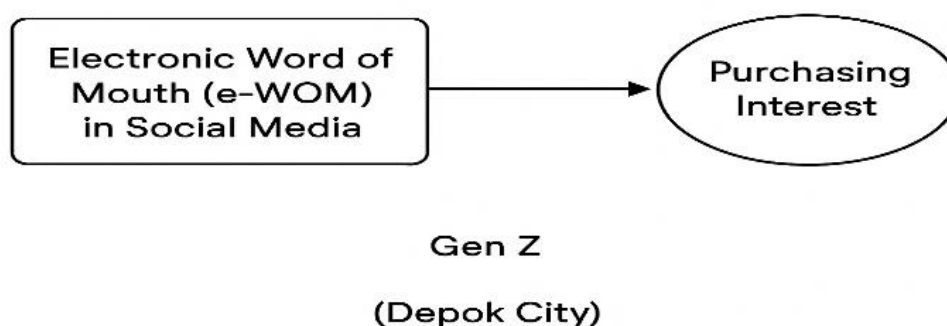 Electronic Word of
Mouth (e-WOM)
in Social Media
Purchasing
Interest
Gen Z
(Depok City)